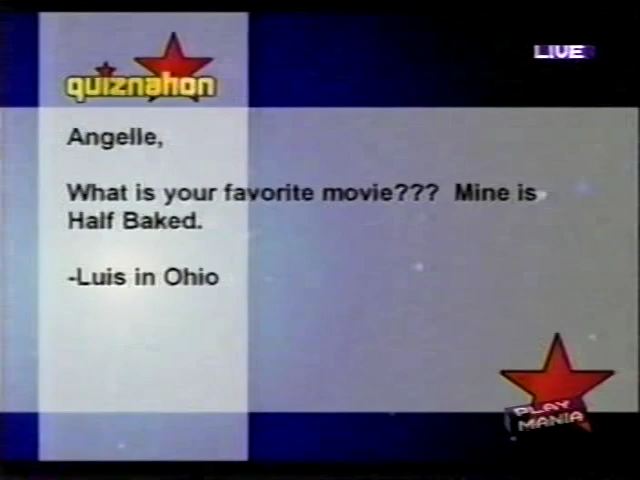 quiznation
LIVE
Angelle,
What is your favorite movie??? Mine is
Half Baked.
-Luis in Ohio
PLAY
MANIA